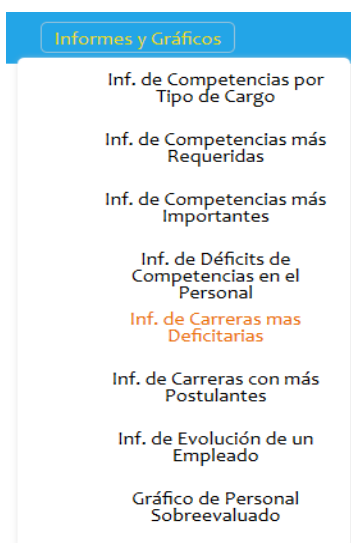 Informes y Gráficos
Inf. de Competencias por
Tipo de Cargo
Inf. de Competencias más
Requeridas
Inf. de Competencias más
Importantes
Inf. de Déficits de
Competencias en el
Personal
Inf. de Carreras mas
Deficitarias
Inf. de Carreras con más
Postulantes
Inf. de Evolución de un
Empleado
Gráfico de Personal
Sobreevaluado